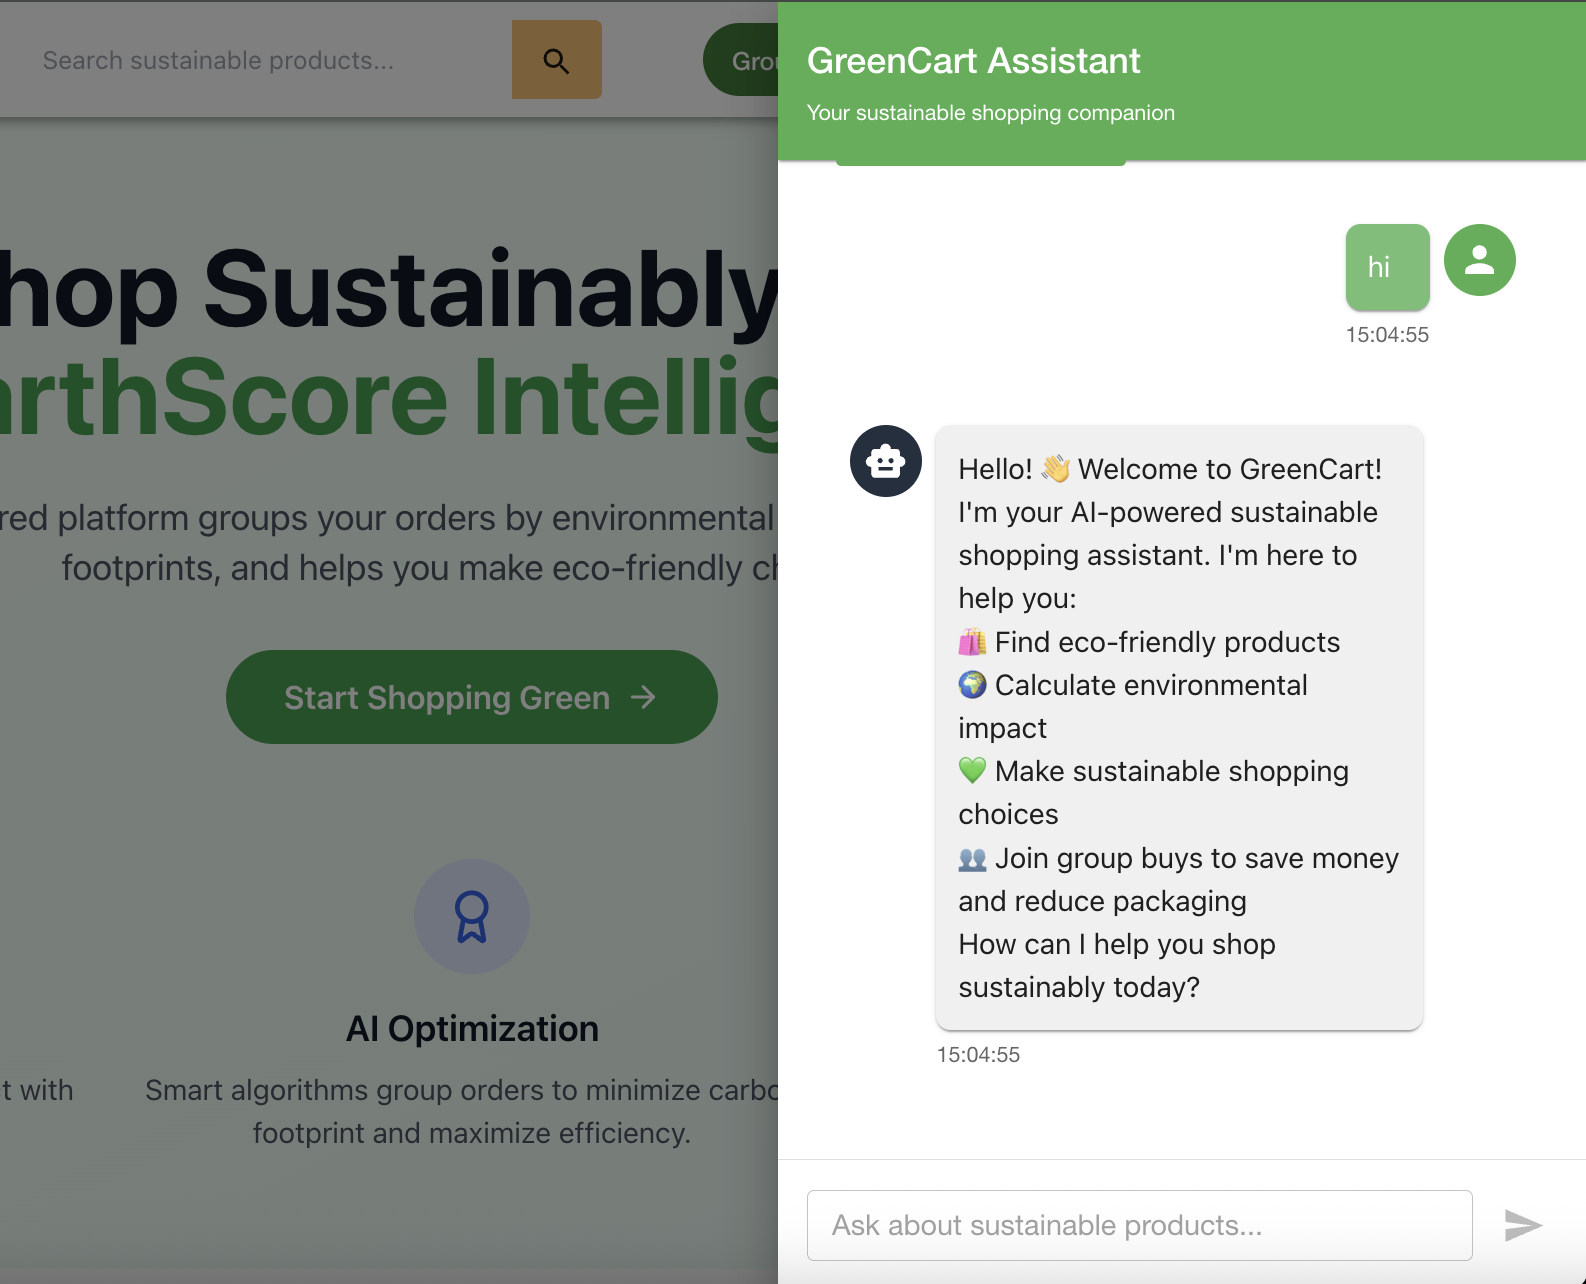 Search sustainable products...
hop Sustainably
arthScore Intellig
red platform groups your orders by environmental
footprints, and helps you make eco-friendly ch
Start Shopping Green →
AI Optimization
t with
Smart algorithms group orders to minimize carbo
footprint and maximize efficiency.
Grou
GreenCart Assistant
Your sustainable shopping companion
hi
15:04:55
Hello! 👋 Welcome to GreenCart!
I'm your AI-powered sustainable
shopping assistant. I'm here to
help you:
🛍️ Find eco-friendly products
🌍 Calculate environmental
impact
💚 Make sustainable shopping
choices
👥 Join group buys to save money
and reduce packaging
How can I help you shop
sustainably today?
15:04:55
Ask about sustainable products...